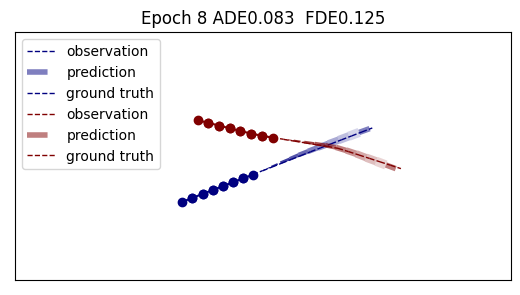 Epoch 8 ADE0.083  FDE0.125
observation
prediction
ground truth
observation
prediction
ground truth